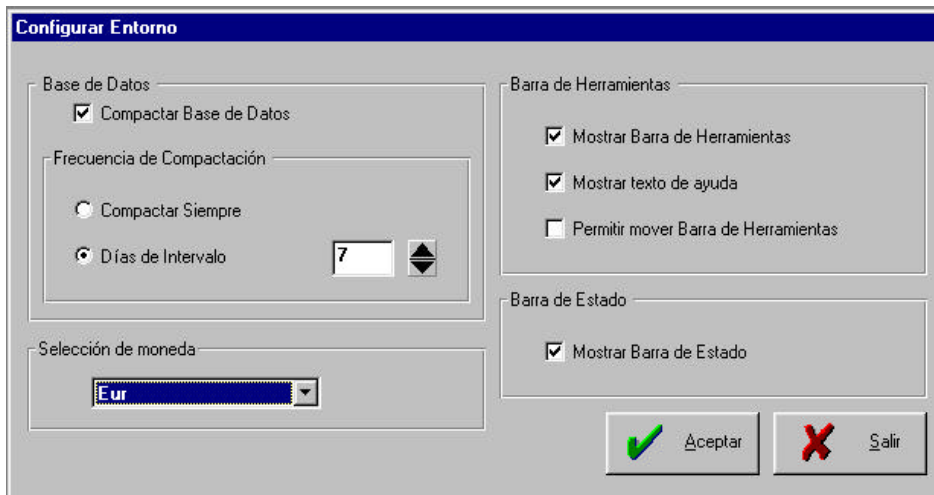 Configurar Entorno
Base de Datos
Compactar Base de Datos
Frecuencia de Compactación
Compactar Siempre
Días de Intervalo 7
Selección de moneda
Eur
Barra de Herramientas
Mostrar Barra de Herramientas
Mostrar texto de ayuda
Permitir mover Barra de Herramientas
Barra de Estado
Mostrar Barra de Estado
Aceptar Salir